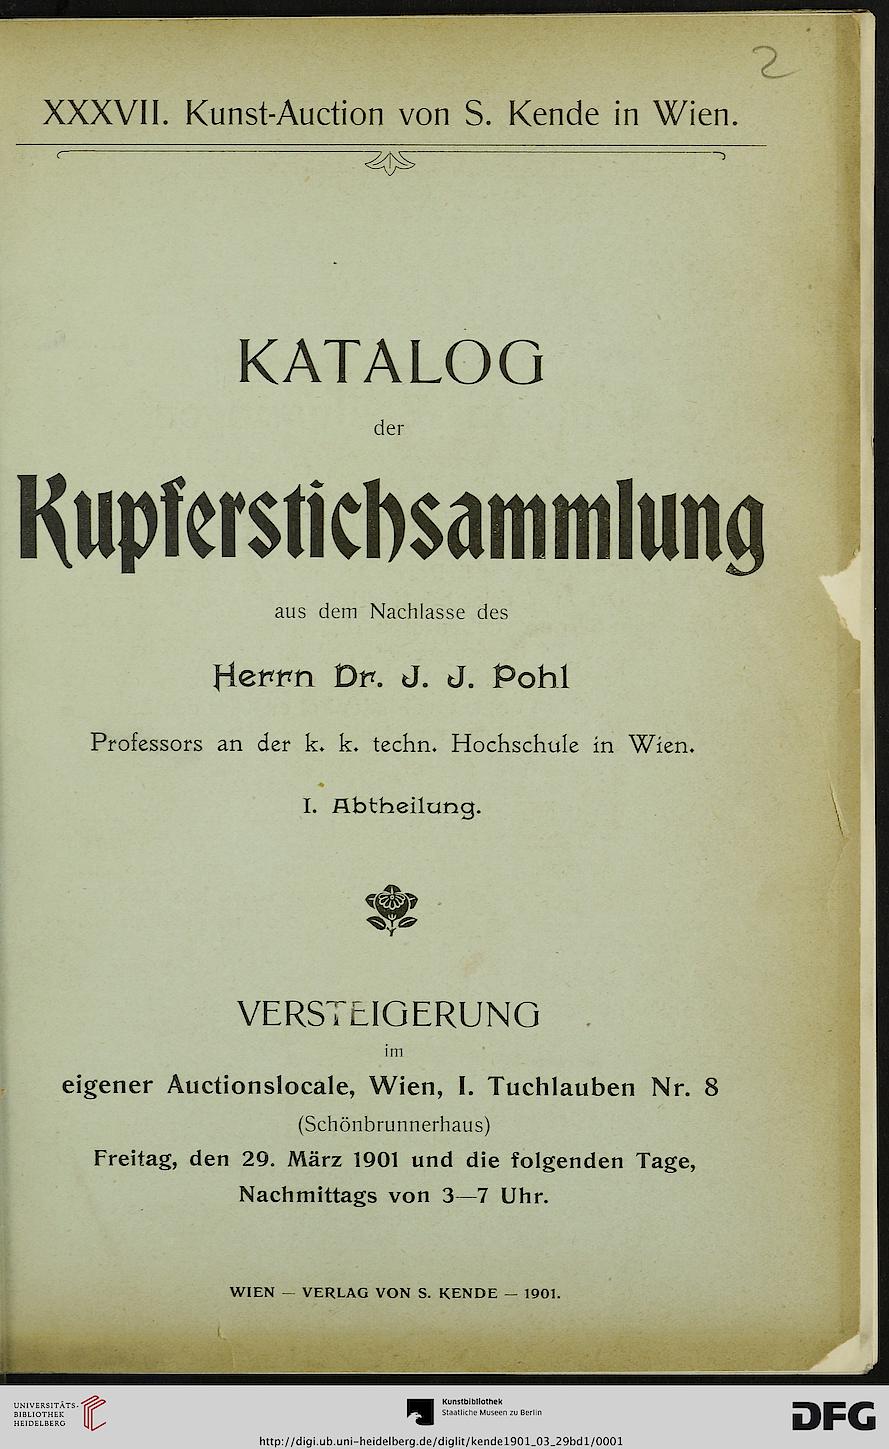 2
XXXVII. Kunst-Auction von S. Kende in Wien.
KATALOG
der
Kupferstichsammlung
aus dem Nachlasse des
Herrn Dr. J. J. Pohl
Professors an der k. k. techn. Hochschule in Wien.
I. Abtheilung.
VERSTEIGERUNG
im
eigener Auctionslocale, Wien, I. Tuchlauben Nr. 8
(Schönbrunnerhaus)
Freitag, den 29. März 1901 und die folgenden Tage,
Nachmittags von 3—7 Uhr.
WIEN — VERLAG VON S. KENDE — 1901.
UNIVERSITÄTS-
BIBLIOTHEK
HEIDELBERG
Kunstbibliothek
Staatliche Museen zu Berlin
DFG
http://digi.ub.uni-heidelberg.de/diglit/kende1901_03_29bd1/0001